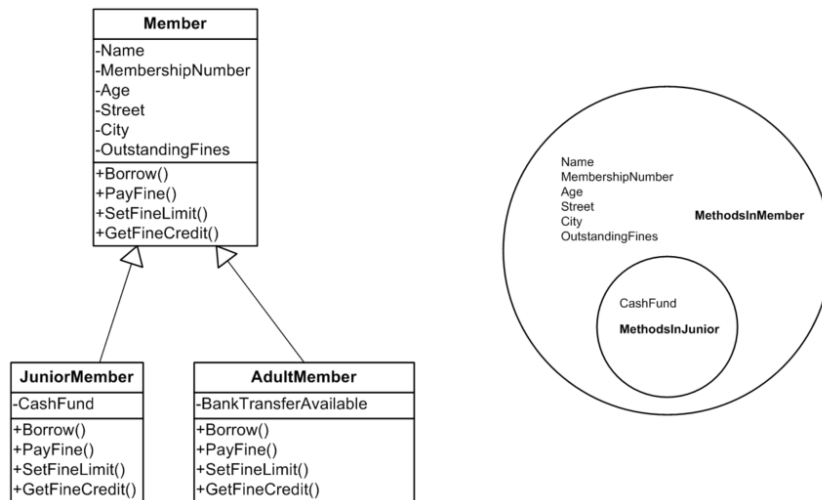 Member
-Name
-MembershipNumber
-Age
-Street
-City
-OutstandingFines
+Borrow()
+PayFine()
+SetFineLimit()
+GetFineCredit()
JuniorMember
-CashFund
+Borrow()
+PayFine()
+SetFineLimit()
+GetFineCredit()
AdultMember
-BankTransferAvailable
+Borrow()
+PayFine()
+SetFineLimit()
+GetFineCredit()
Name
MembershipNumber
Age
Street
City
OutstandingFines
MethodsInMember
CashFund
MethodsInJunior